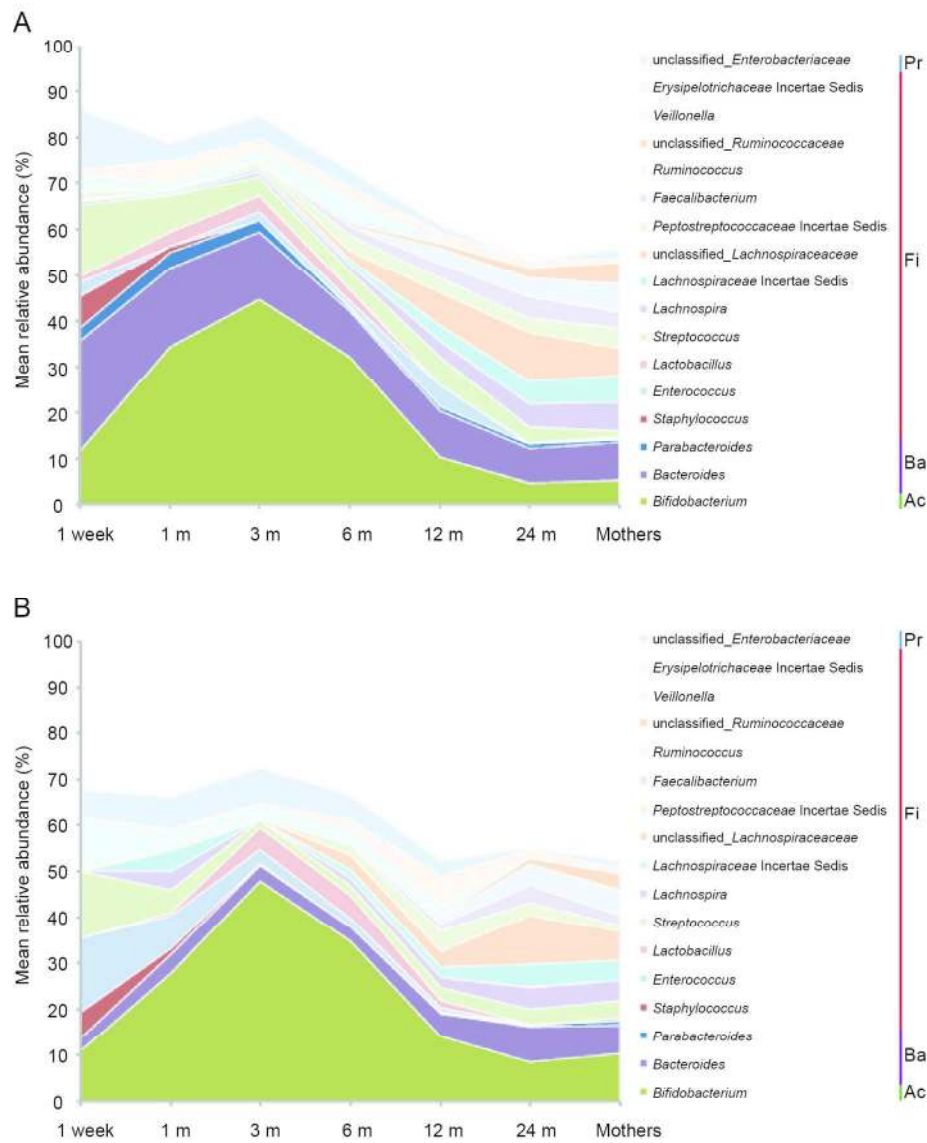 A
100
90
80
70
60
50
40
30
20
10
0
Mean relative abundance (%)
1 week 1 m 3 m 6 m 12 m 24 m Mothers
unclassified_Enterobacteriaceae
Erysipelotrichaceae Incertae Sedis
Veillonella
unclassified_Ruminococcaceae
Ruminococcus
Faecalibacterium
Peptostreptococcaceae Incertae Sedis
unclassified_Lachnospiraceaceae
Lachnospiraceae Incertae Sedis
Lachnospira
Streptococcus
Lactobacillus
Enterococcus
Staphylococcus
Parabacteroides
Bacteroides
Bifidobacterium
Pr
Fi
Ba
Ac
B
100
90
80
70
60
50
40
30
20
10
0
Mean relative abundance (%)
1 week 1 m 3 m 6 m 12 m 24 m Mothers
unclassified_Enterobacteriaceae
Erysipelotrichaceae Incertae Sedis
Veillonella
unclassified_Ruminococcaceae
Ruminococcus
Faecalibacterium
Peptostreptococcaceae Incertae Sedis
unclassified_Lachnospiraceaceae
Lachnospiraceae Incertae Sedis
Lachnospira
Streptococcus
Lactobacillus
Enterococcus
Staphylococcus
Parabacteroides
Bacteroides
Bifidobacterium
Pr
Fi
Ba
Ac